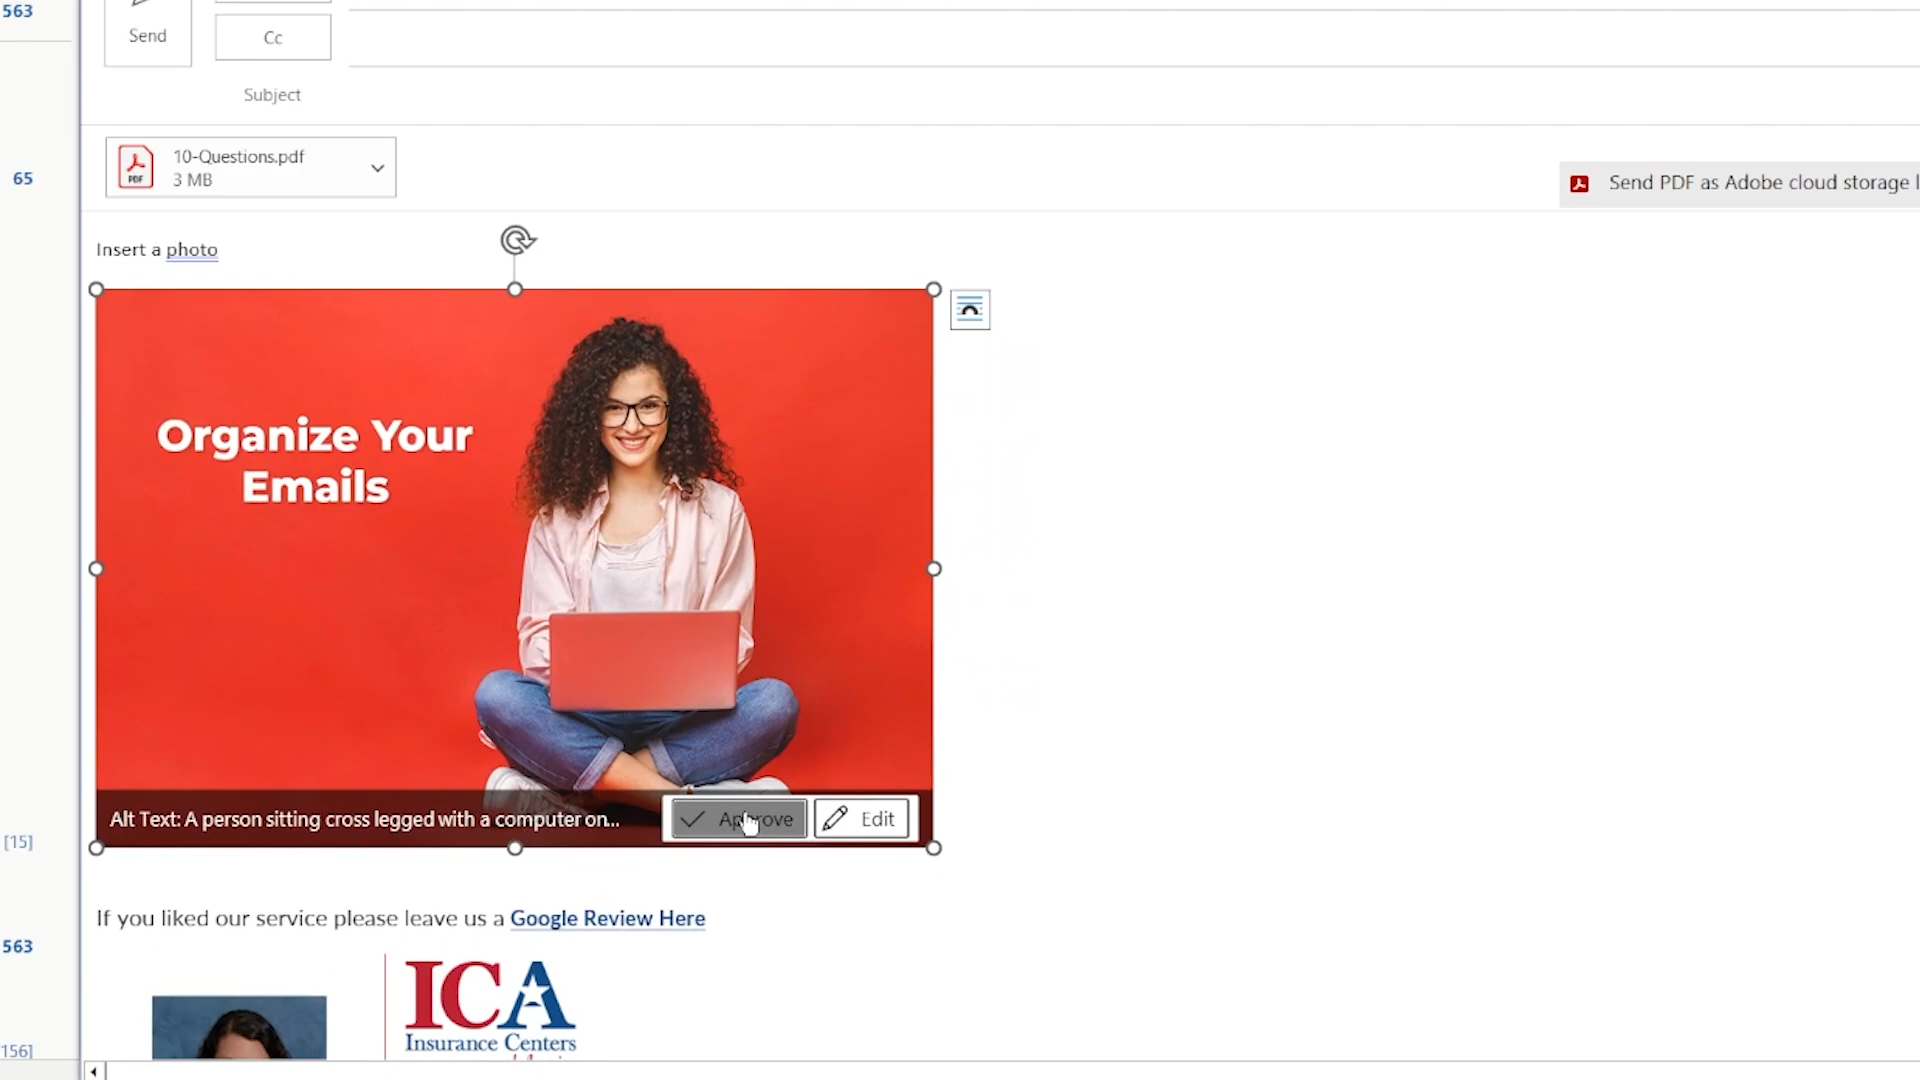 563
Send
Cc
Subject
65
10-Questions.pdf
3 MB
PDF
Send PDF as Adobe cloud storage
Insert a photo
Organize Your
Emails
Alt Text: A person sitting cross legged with a computer on...
Approve
Edit
[15]
If you liked our service please leave us a Google Review Here
563
ICA
Insurance Centers
156]